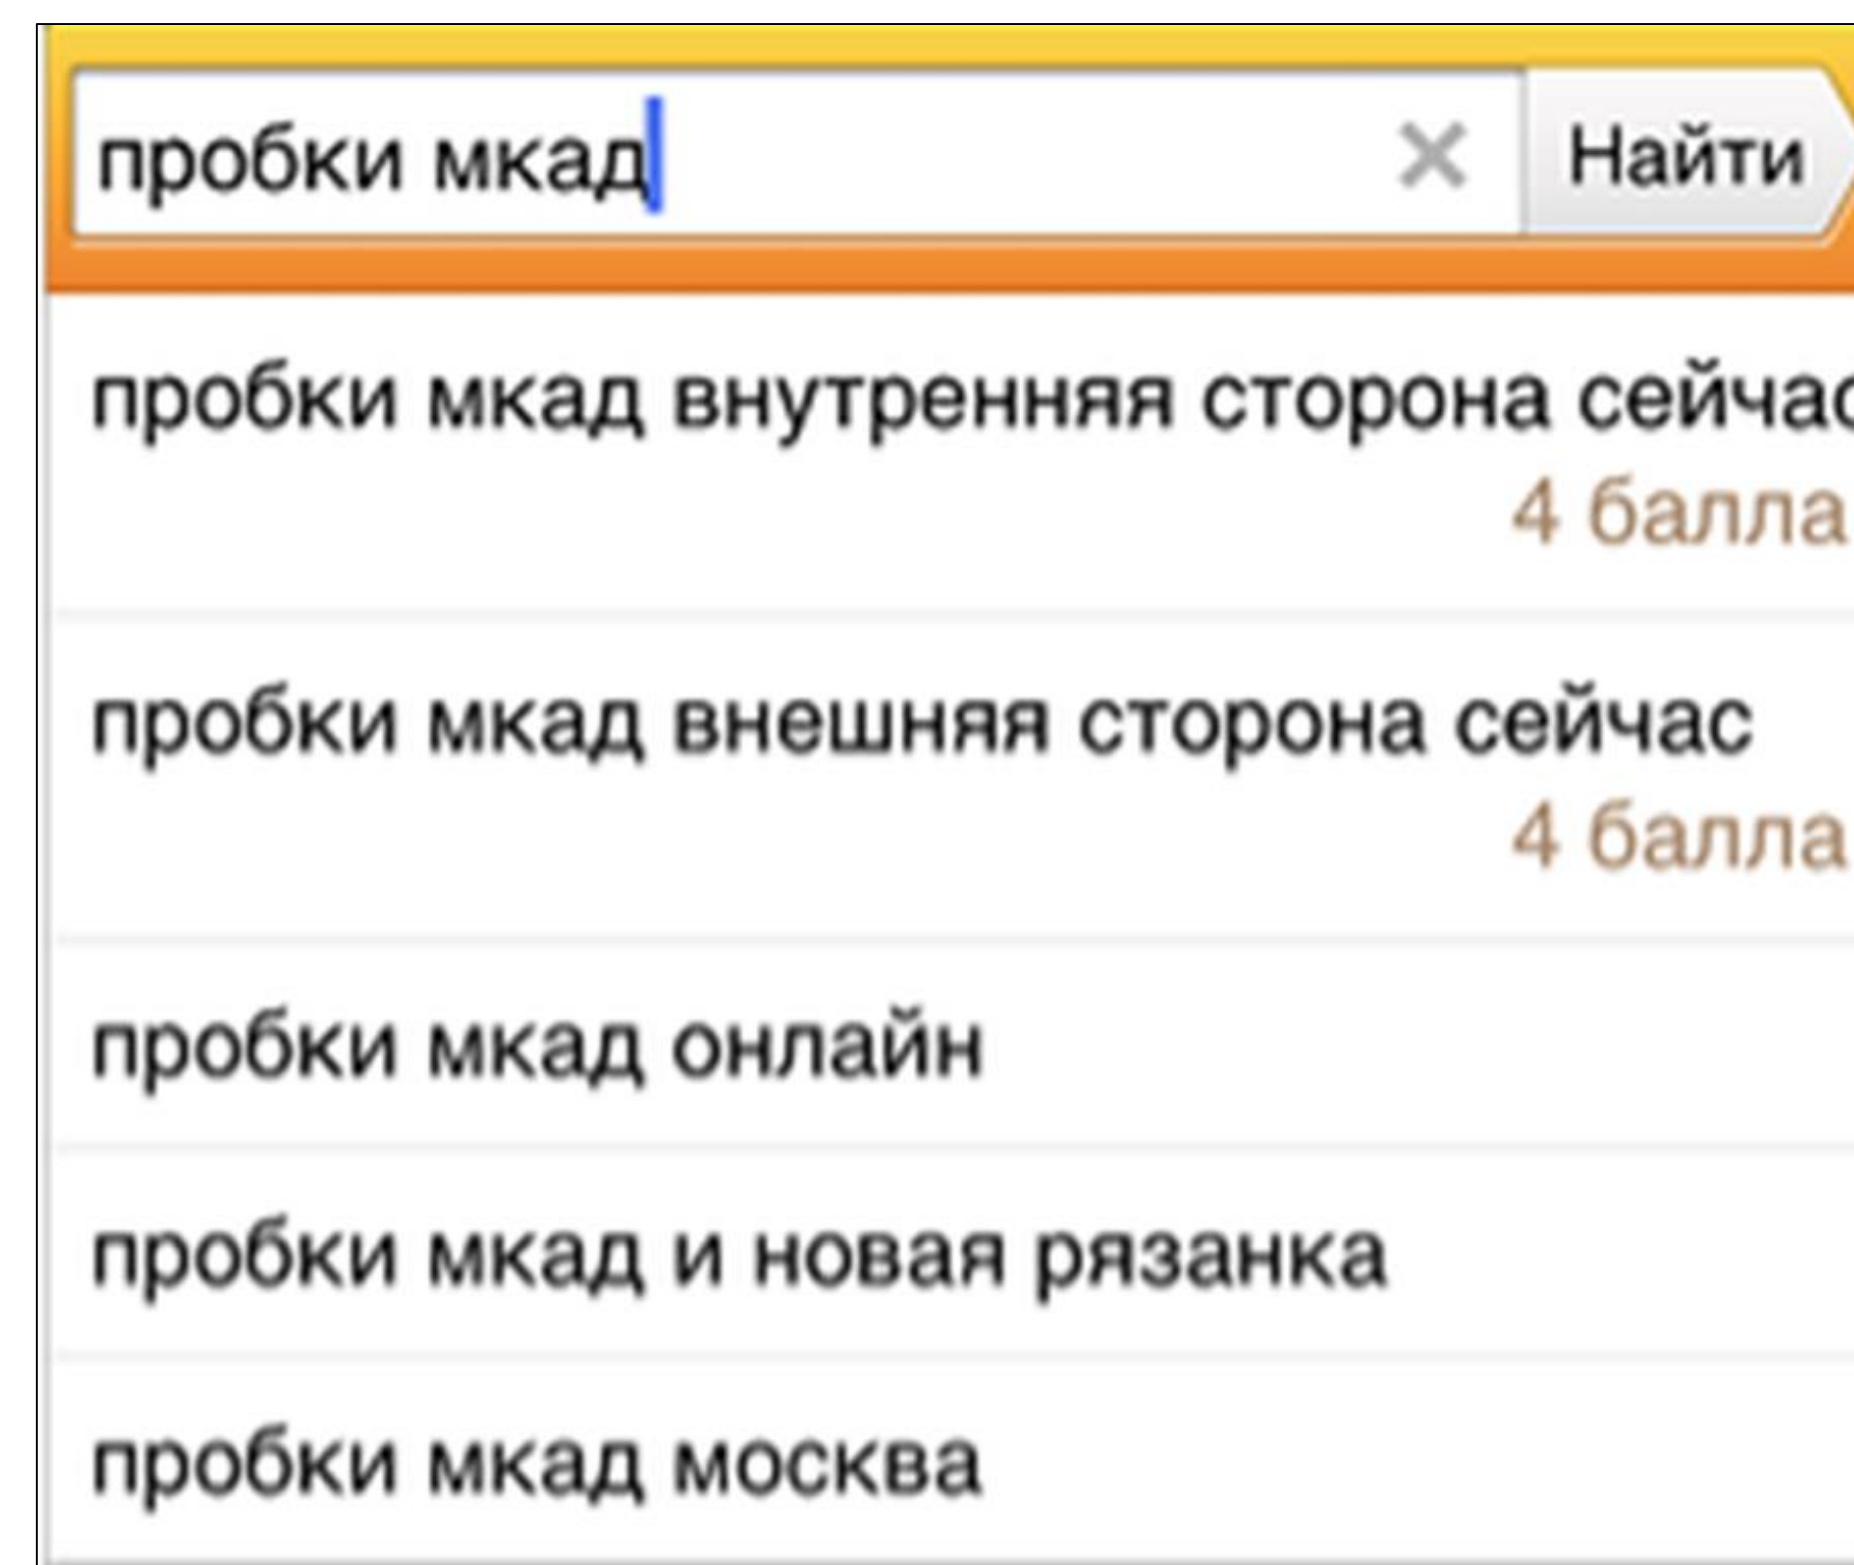 пробки мкад
Найти
пробки мкад внутренняя сторона сейчас
4 балла
пробки мкад внешняя сторона сейчас
4 балла
пробки мкад онлайн
пробки мкад и новая рязанка
пробки мкад москва